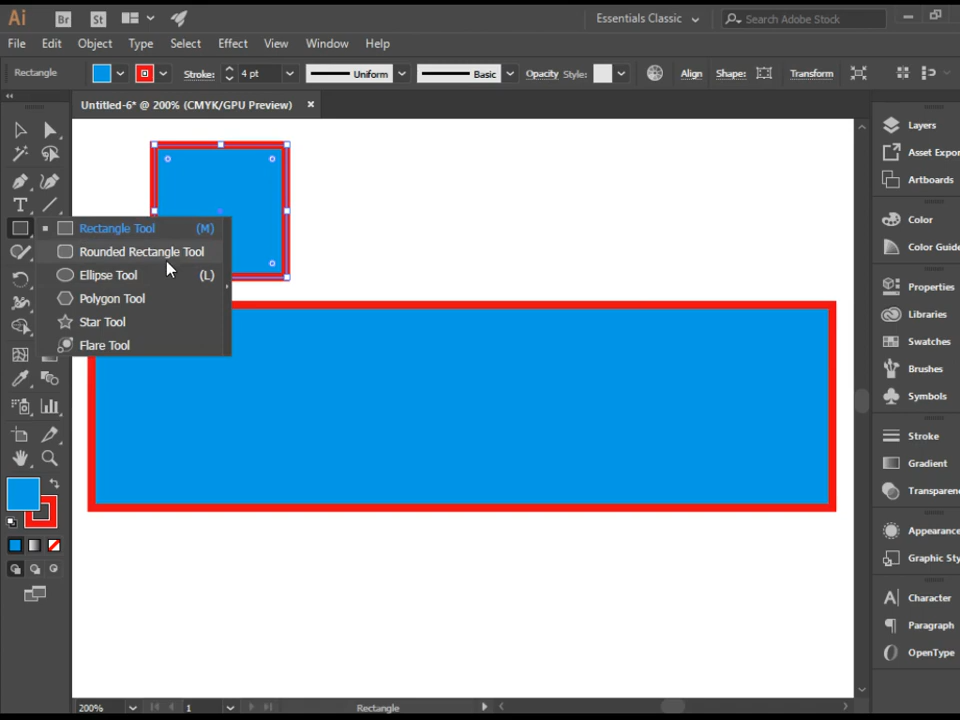 Ai Br St Essentials Classic Search Adobe Stock
File Edit Object Type Select Effect View Window Help
Rectangle Stroke: 4 pt Uniform Basic Opacity Style: Align Shape: Transform
Untitled-6* @ 200% (CMYK/GPU Preview) ×
Layers
Asset Expor
Artboards
Color
Color Guide
Properties
Libraries
Swatches
Brushes
Symbols
Stroke
Gradient
Transparenc
Appearance
Graphic Sty
Character
Paragraph
OpenType
Rectangle Tool (M)
Rounded Rectangle Tool
Ellipse Tool (L)
Polygon Tool
Star Tool
Flare Tool
200% 1 Rectangle